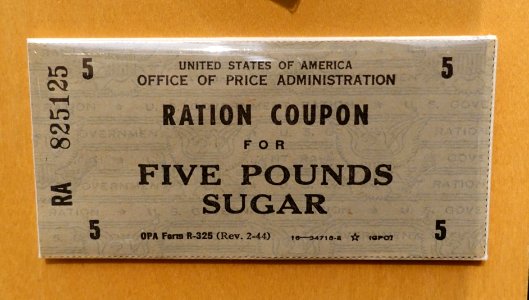 5 UNITED STATES OF AMERICA 5
OFFICE OF PRICE ADMINISTRATION
RATION COUPON
FOR
FIVE POUNDS
SUGAR
5 OPA Form R-325 (Rev. 2-44) 16—34716-2 ☆ GPO 5
RA 825125